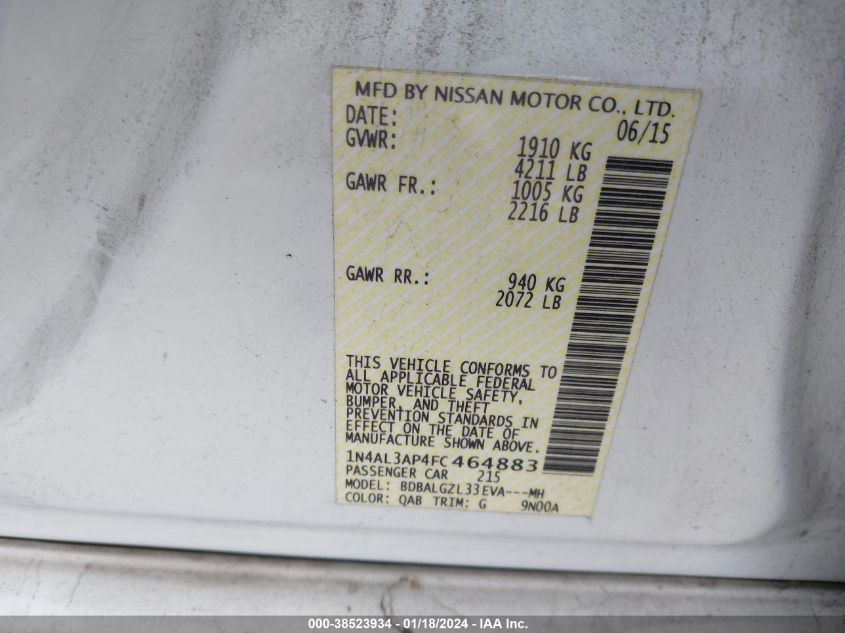 MFD BY NISSAN MOTOR CO., LTD.
DATE: 06/15
GVWR: 1910 KG
4211 LB
GAWR FR.: 1005 KG
2216 LB
GAWR RR.: 940 KG
2072 LB
THIS VEHICLE CONFORMS TO
ALL APPLICABLE FEDERAL
MOTOR VEHICLE SAFETY,
BUMPER, AND THEFT
PREVENTION STANDARDS IN
EFFECT ON THE DATE OF
MANUFACTURE SHOWN ABOVE.
1N4AL3AP4FC464883
PASSENGER CAR 215
MODEL: BDBALGZL33EVA---MH
COLOR: QAB TRIM: G 9N00A
000-38523934 - 01/18/2024 - IAA Inc.